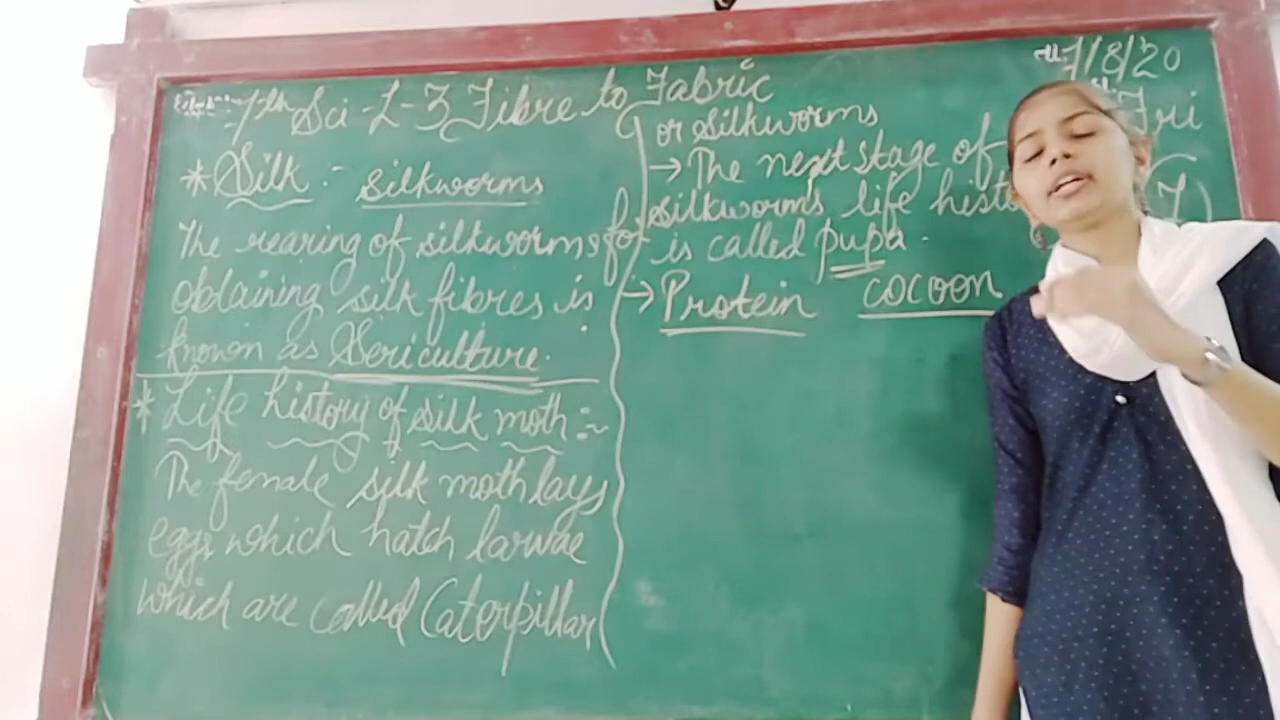 7th Sci-L-3 Fibre to Fabric
* Silk :- silkworms
The rearing of silkworms for
obtaining silk fibres is
known as Sericulture.
* Life history of silk moth :-
The female silk moth lays
eggs, which hatch larvae
which are called Caterpillar
or silkworms
→ The next stage of
silkworms life histo
is called pupa.
→ Protein cocoon
ता. 7/8/20
Fri
(7)